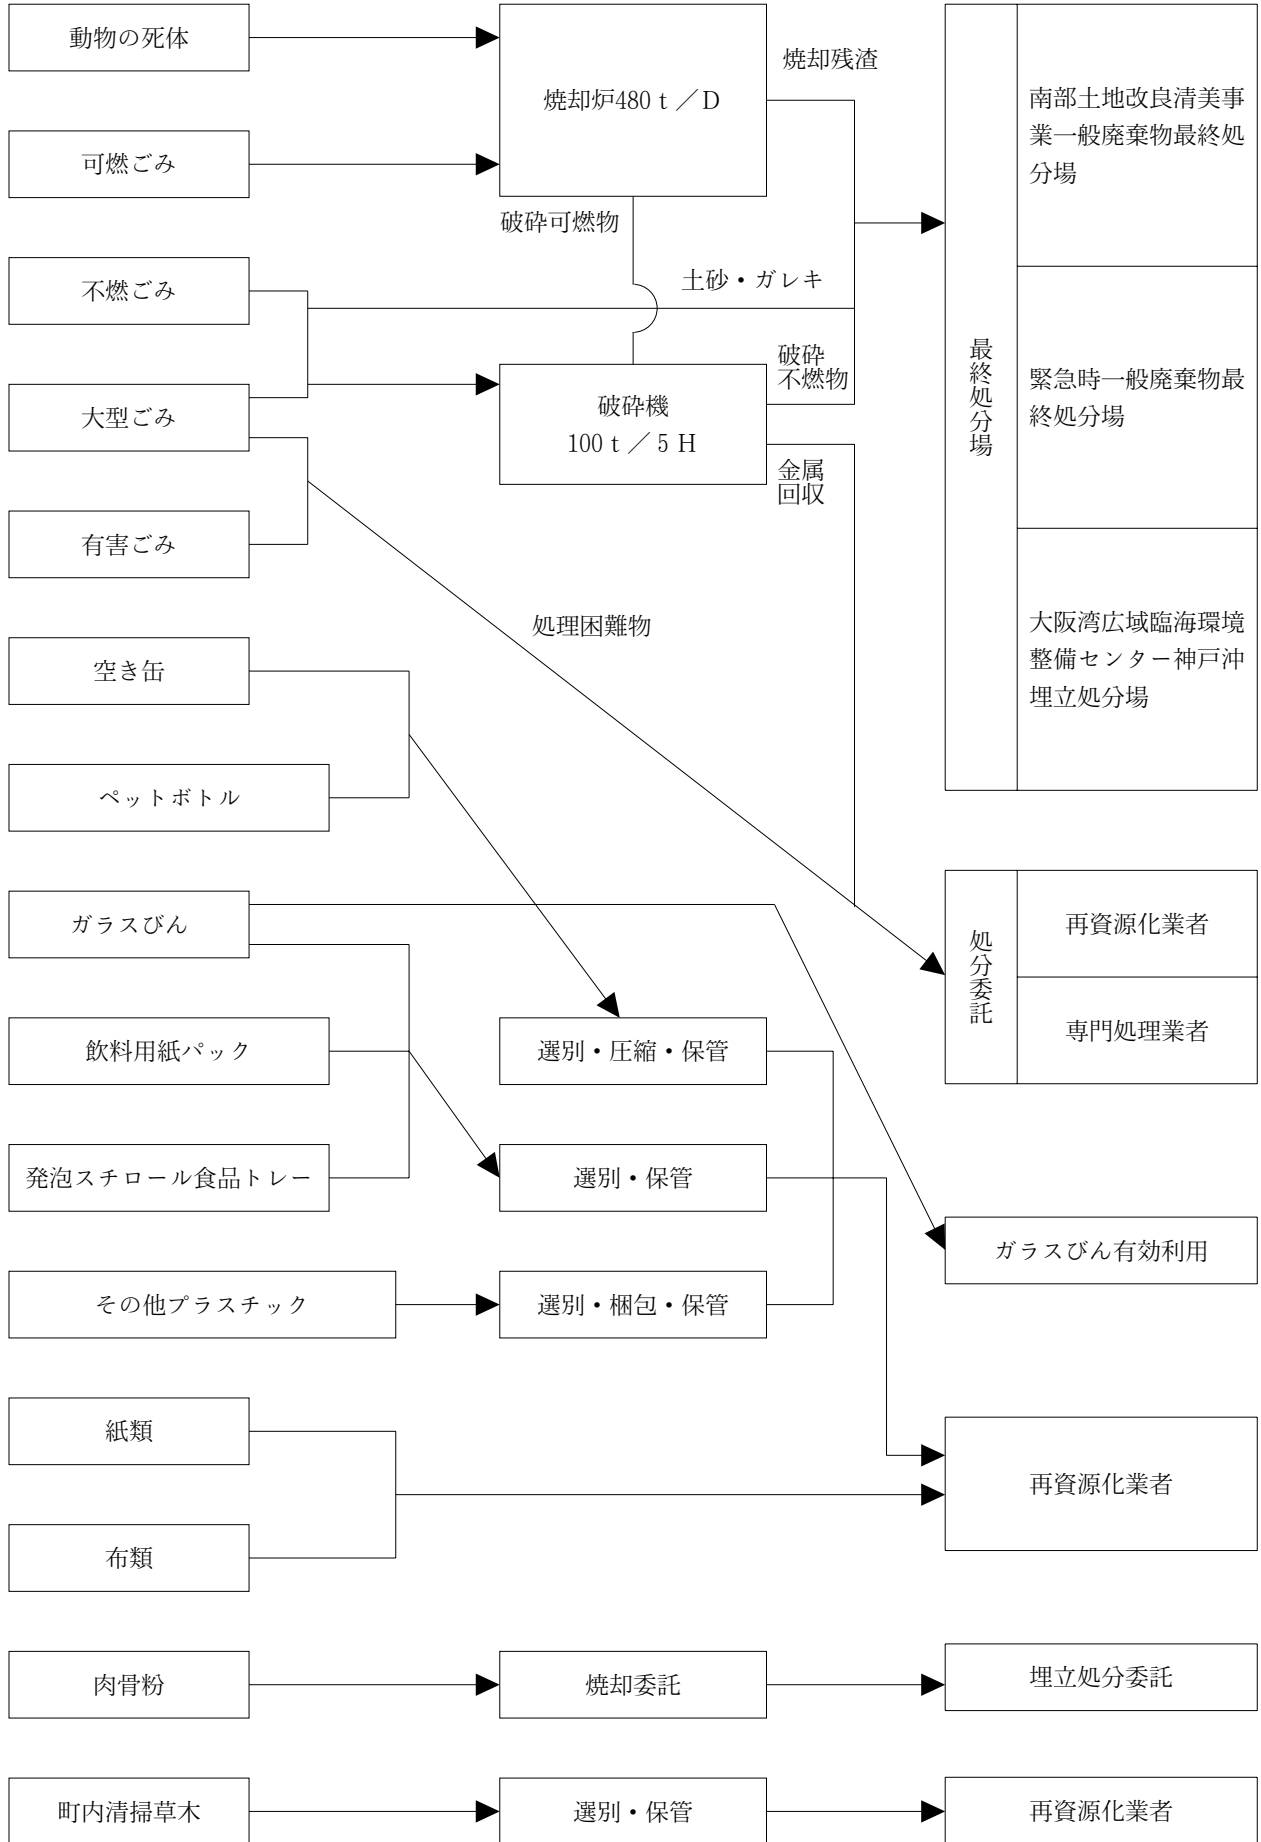 動物の死体
焼却炉480ｔ／D
焼却残渣
可燃ごみ
破砕可燃物
不燃ごみ
土砂・ガレキ
大型ごみ
破砕機
100ｔ／５H
破砕
不燃物
金属
回収
有害ごみ
処理困難物
最終処分場
南部土地改良清美事
業一般廃棄物最終処
分場
緊急時一般廃棄物最
終処分場
大阪湾広域臨海環境
整備センター神戸沖
埋立処分場
空き缶
ペットボトル
ガラスびん
飲料用紙パック
発泡スチロール食品トレー
選別・圧縮・保管
選別・保管
処分委託
再資源化業者
専門処理業者
ガラスびん有効利用
その他プラスチック
選別・梱包・保管
紙類
布類
再資源化業者
肉骨粉
焼却委託
埋立処分委託
町内清掃草木
選別・保管
再資源化業者